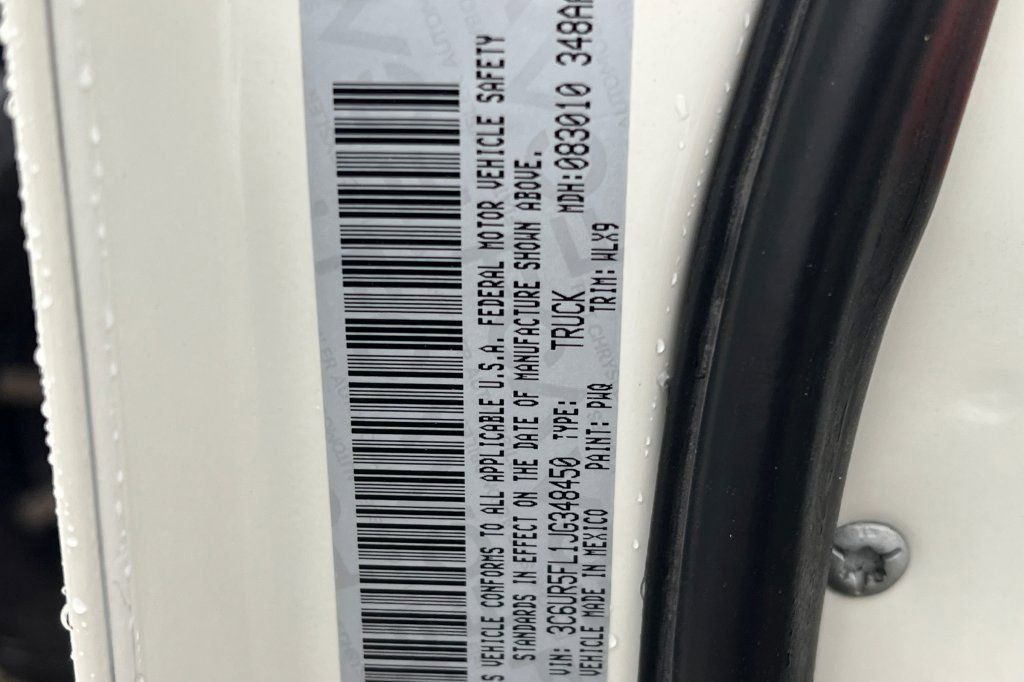 S VEHICLE CONFORMS TO ALL APPLICABLE U.S.A. FEDERAL MOTOR VEHICLE SAFETY
STANDARDS IN EFFECT ON THE DATE OF MANUFACTURE SHOWN ABOVE.
VIN: 3C6UR5FL1JG348450 TYPE: TRUCK MDH: 083010 348A
VEHICLE MADE IN MEXICO PAINT: PWQ TRIM: WLX9